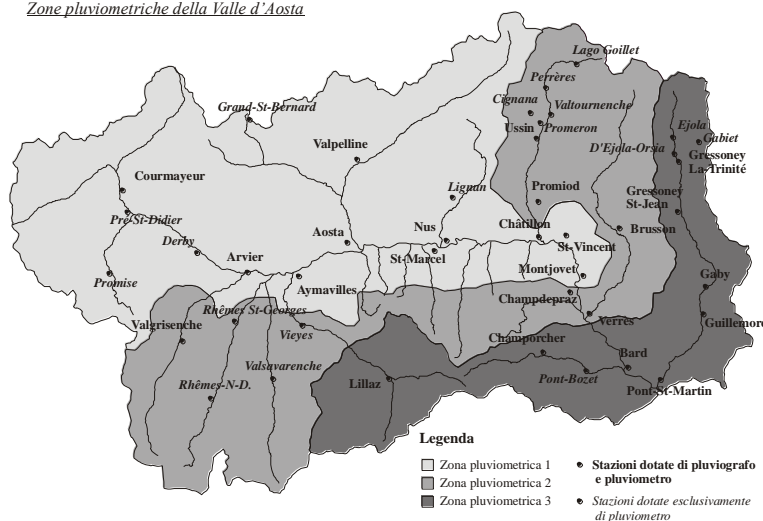 Zone pluviometriche della Valle d'Aosta
Lago Goillet
Perrères
Cignana
Valtournenche
Grand-St-Bernard
Ussin
Promeron
Ejola
Gabiet
Valpelline
D'Ejola-Orsia
Gressoney
La-Trinité
Courmayeur
Lignan
Promiod
Gressoney
St-Jean
Pré-St-Didier
Aosta
Nus
Châtillon
Brusson
Derby
St-Vincent
Arvier
St-Marcel
Montjovet
Gaby
Promise
Aymavilles
Champdepraz
Rhêmes St-Georges
Valgrisenche
Verres
Guillemore
Vieyes
Champorcher
Bard
Valsavarenche
Lillaz
Rhêmes-N-D.
Pont-Bozet
Pont-St-Martin
Legenda
Zona pluviometrica 1
Zona pluviometrica 2
Zona pluviometrica 3
Stazioni dotate di pluviografo
e pluviometro
Stazioni dotate esclusivamente
di pluviometro